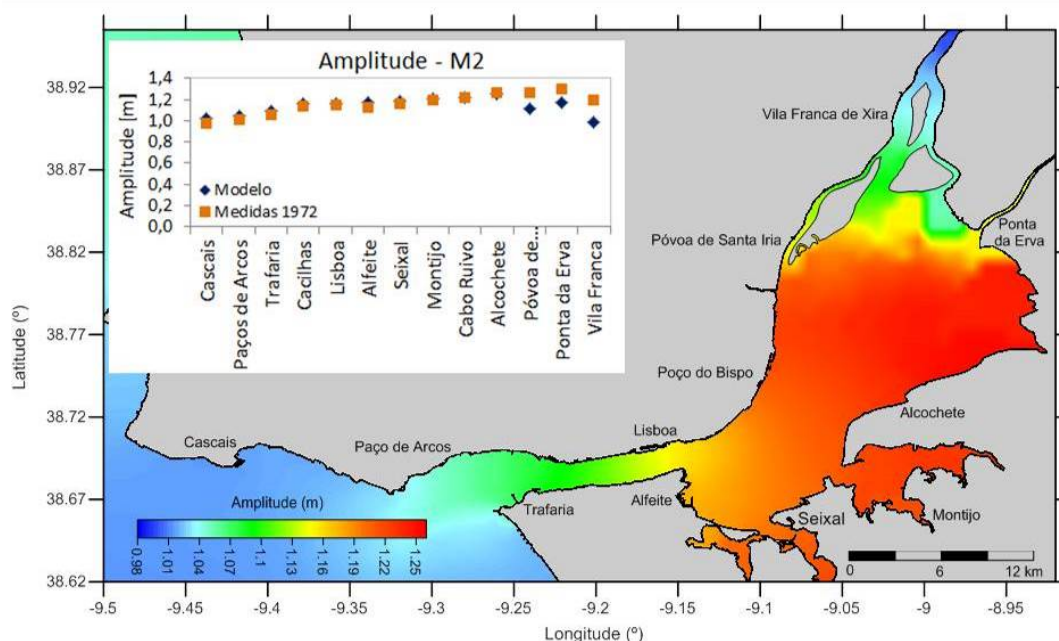 Amplitude - M2
Amplitude [m]
1,4
1,2
1,0
0,8
0,6
0,4
0,2
0,0
Modelo
Medidas 1972
Cascais
Paços de Arcos
Trafaria
Cacilhas
Lisboa
Alfeite
Seixal
Montijo
Cabo Ruivo
Alcochete
Póvoa de...
Ponta da Erva
Vila Franca
Latitude (º)
38.92
38.87
38.82
38.77
38.72
38.67
38.62
Vila Franca de Xira
Póvoa de Santa Iria
Ponta
da Erva
Poço do Bispo
Alcochete
Lisboa
Cascais
Paço de Arcos
Trafaria
Alfeite
Seixal
Montijo
Amplitude (m)
0.98
1.01
1.04
1.07
1.1
1.13
1.16
1.19
1.22
1.25
0
6
12 km
-9.5
-9.45
-9.4
-9.35
-9.3
-9.25
-9.2
-9.15
-9.1
-9.05
-9
-8.95
Longitude (º)